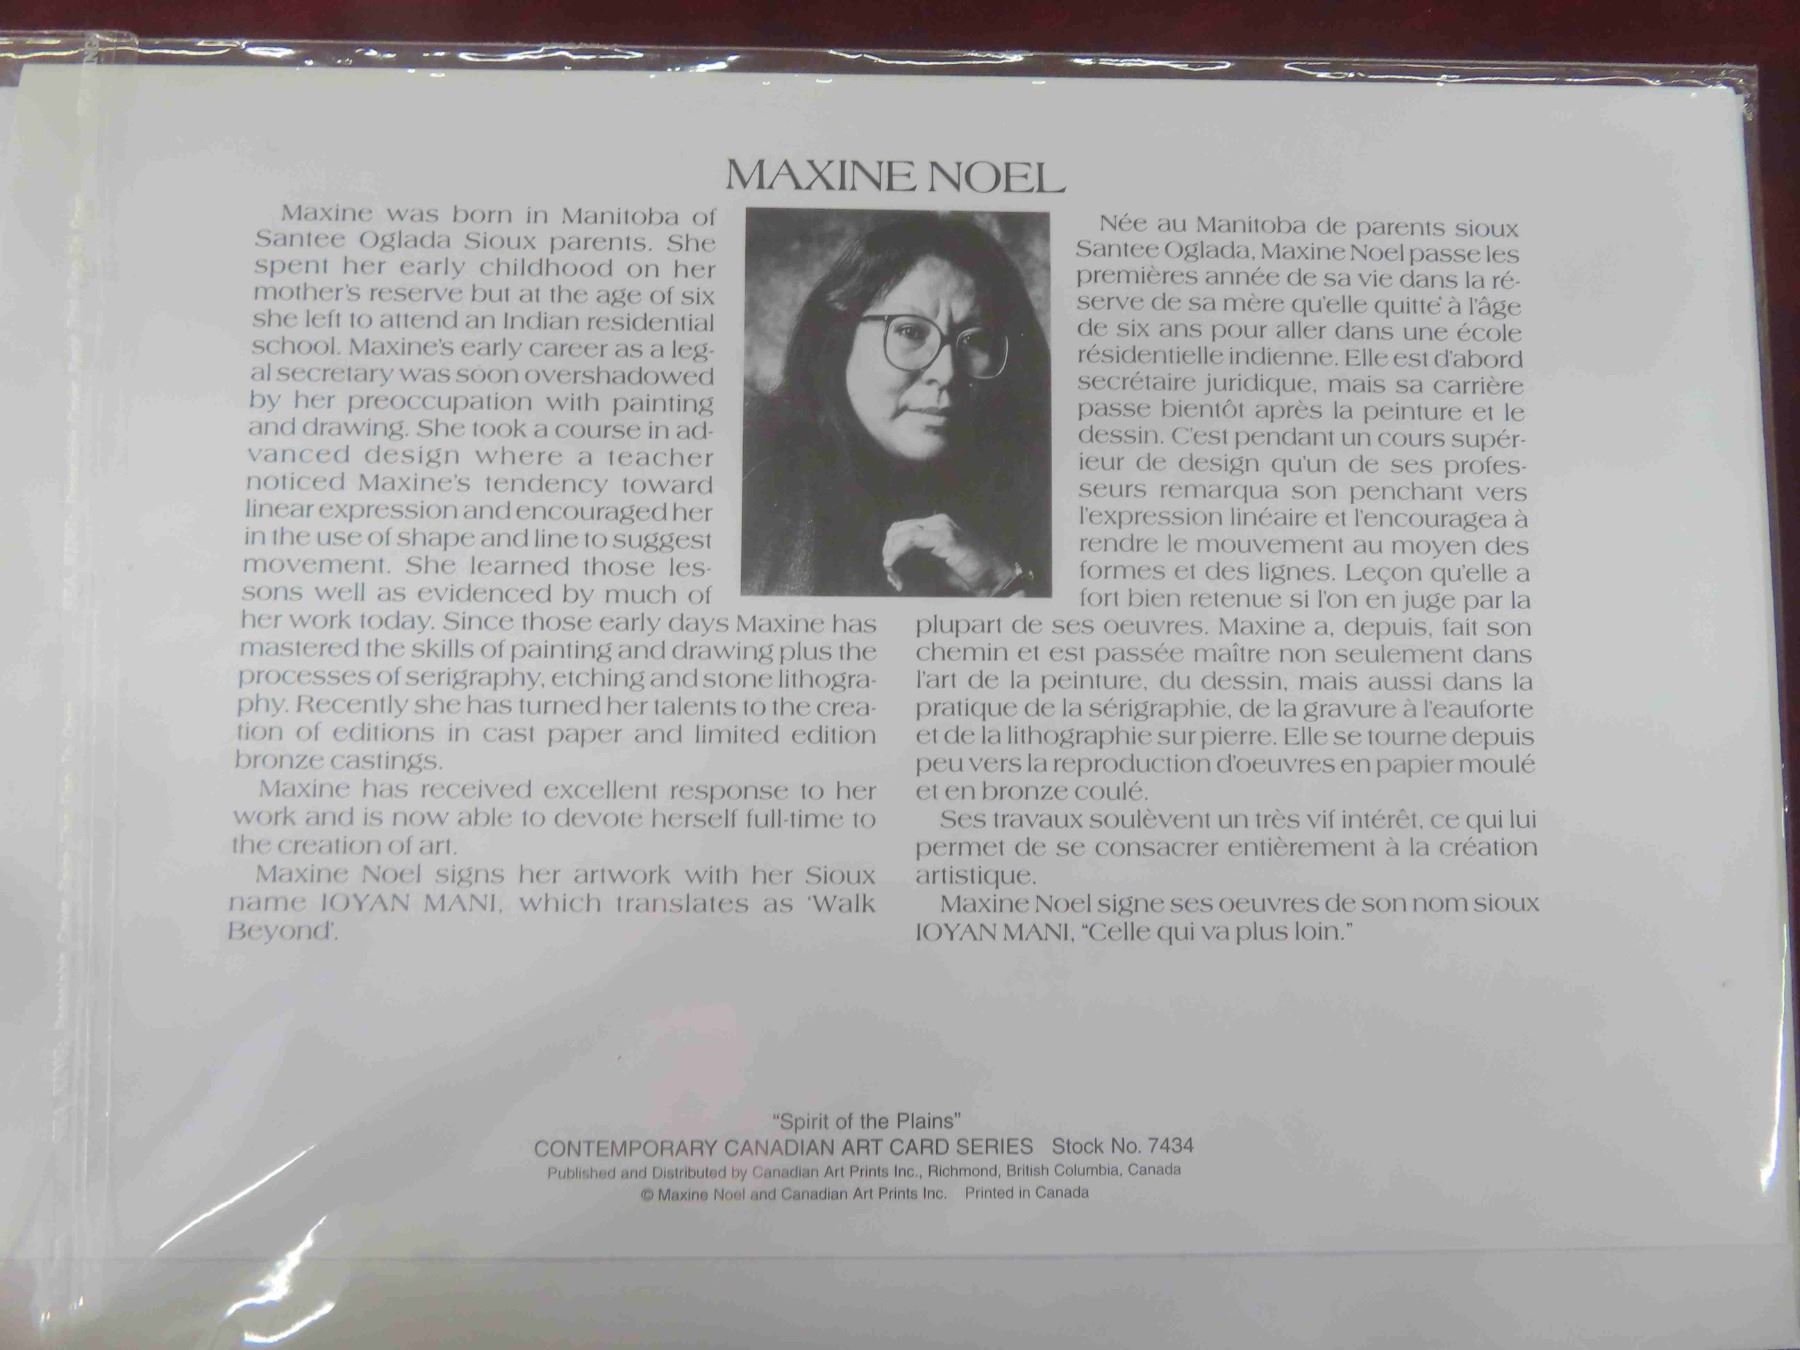 MAXINE NOEL
Maxine was born in Manitoba of
Santee Oglada Sioux parents. She
spent her early childhood on her
mother's reserve but at the age of six
she left to attend an Indian residential
school. Maxine's early career as a leg-
al secretary was soon overshadowed
by her preoccupation with painting
and drawing. She took a course in ad-
vanced design where a teacher
noticed Maxine's tendency toward
linear expression and encouraged her
in the use of shape and line to suggest
movement. She learned those les-
sons well as evidenced by much of
her work today. Since those early days Maxine has
mastered the skills of painting and drawing plus the
processes of serigraphy, etching and stone lithogra-
phy. Recently she has turned her talents to the crea-
tion of editions in cast paper and limited edition
bronze castings.
Maxine has received excellent response to her
work and is now able to devote herself full-time to
the creation of art.
Maxine Noel signs her artwork with her Sioux
name IOYAN MANI, which translates as 'Walk
Beyond'.
Née au Manitoba de parents sioux
Santee Oglada, Maxine Noel passe les
premières année de sa vie dans la ré-
serve de sa mère qu'elle quitte à l'âge
de six ans pour aller dans une école
résidentielle indienne. Elle est d'abord
secrétaire juridique, mais sa carrière
passe bientôt après la peinture et le
dessin. C'est pendant un cours supér-
ieur de design qu'un de ses profes-
seurs remarqua son penchant vers
l'expression linéaire et l'encouragea à
rendre le mouvement au moyen des
formes et des lignes. Leçon qu'elle a
fort bien retenue si l'on en juge par la
plupart de ses oeuvres. Maxine a, depuis, fait son
chemin et est passée maître non seulement dans
l'art de la peinture, du dessin, mais aussi dans la
pratique de la sérigraphie, de la gravure à l'eauforte
et de la lithographie sur pierre. Elle se tourne depuis
peu vers la reproduction d'oeuvres en papier moulé
et en bronze coulé.
Ses travaux soulèvent un très vif intérêt, ce qui lui
permet de se consacrer entièrement à la création
artistique.
Maxine Noel signe ses oeuvres de son nom sioux
IOYAN MANI, "Celle qui va plus loin."
"Spirit of the Plains"
CONTEMPORARY CANADIAN ART CARD SERIES Stock No. 7434
Published and Distributed by Canadian Art Prints Inc., Richmond, British Columbia, Canada
© Maxine Noel and Canadian Art Prints Inc. Printed in Canada